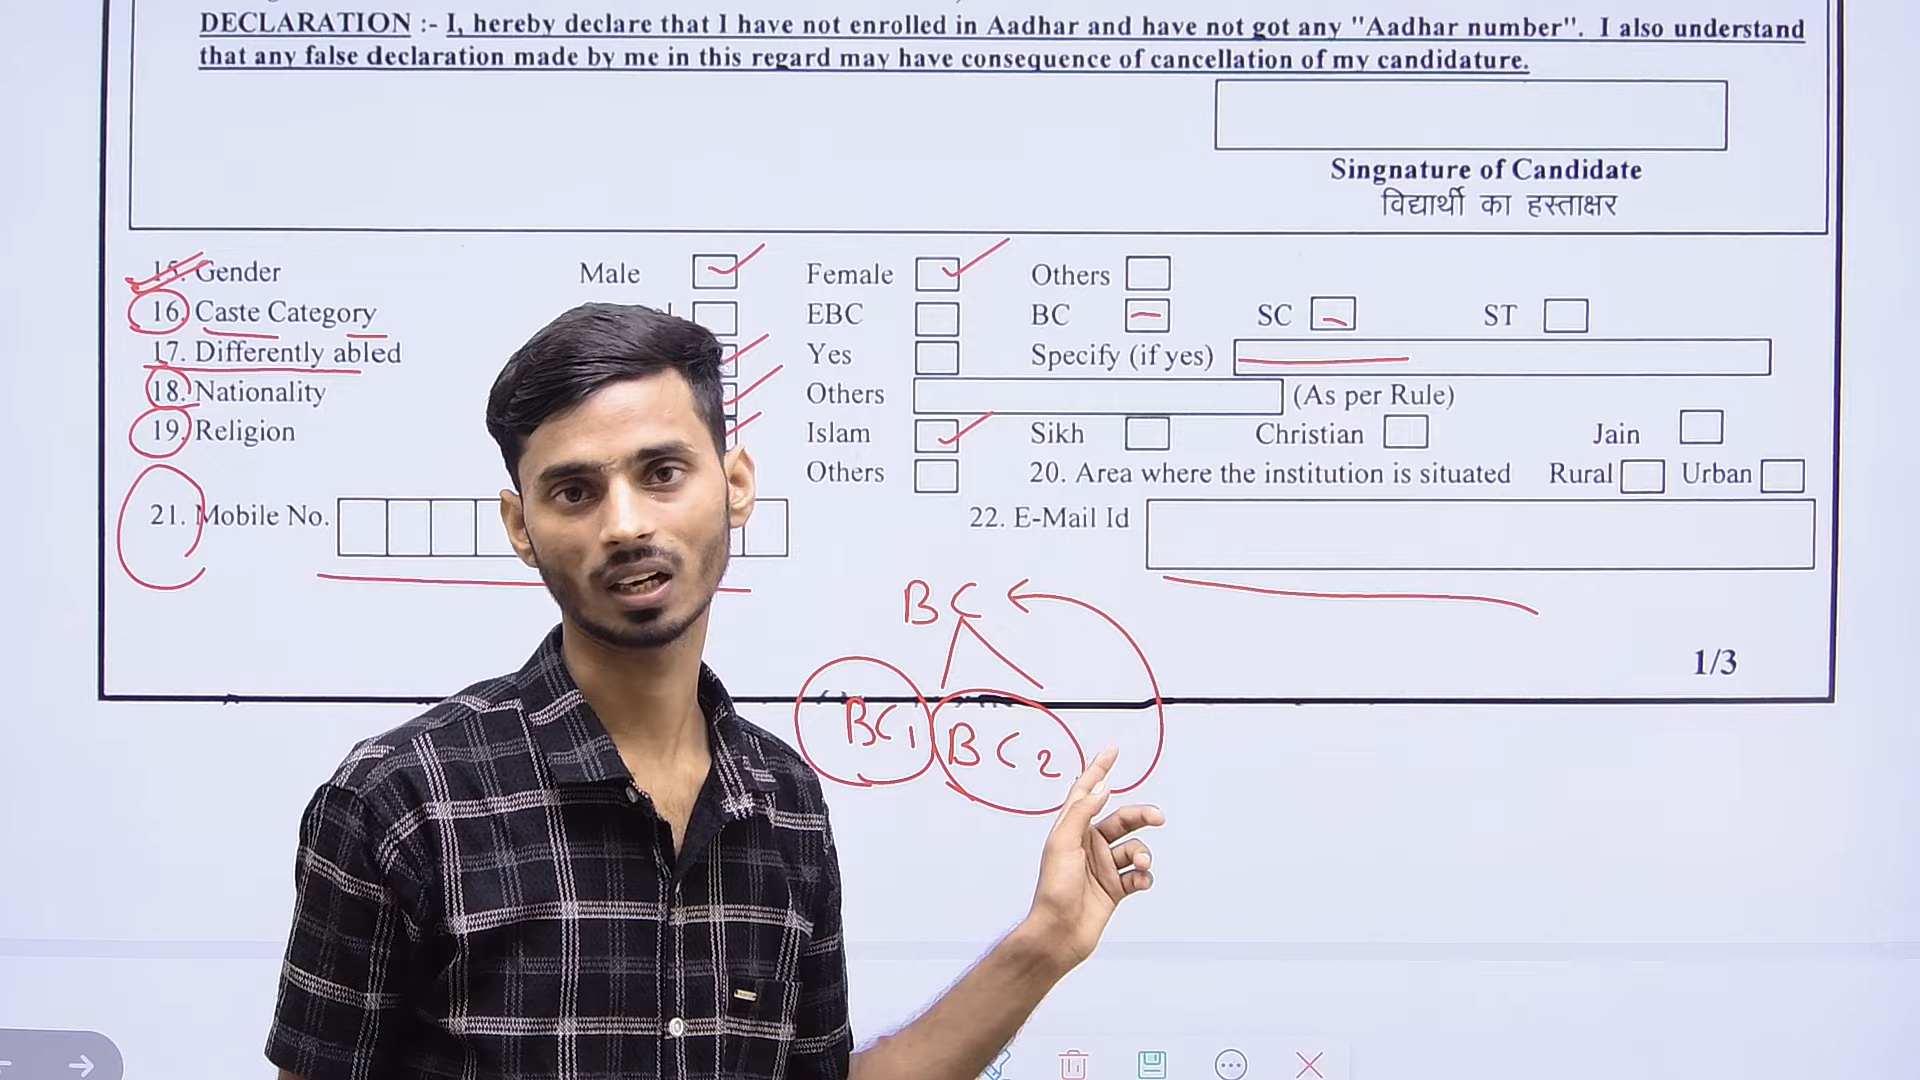 DECLARATION :- I, hereby declare that I have not enrolled in Aadhar and have not got any "Aadhar number". I also understand
that any false declaration made by me in this regard may have consequence of cancellation of my candidature.
Singnature of Candidate
विद्यार्थी का हस्ताक्षर
15. Gender Male Female Others
16. Caste Category EBC BC SC ST
17. Differently abled Yes Specify (if yes)
18. Nationality Others (As per Rule)
19. Religion Islam Sikh Christian Jain
Others 20. Area where the institution is situated Rural Urban
21. Mobile No. 22. E-Mail Id
BC
1/3
BC1 BC2